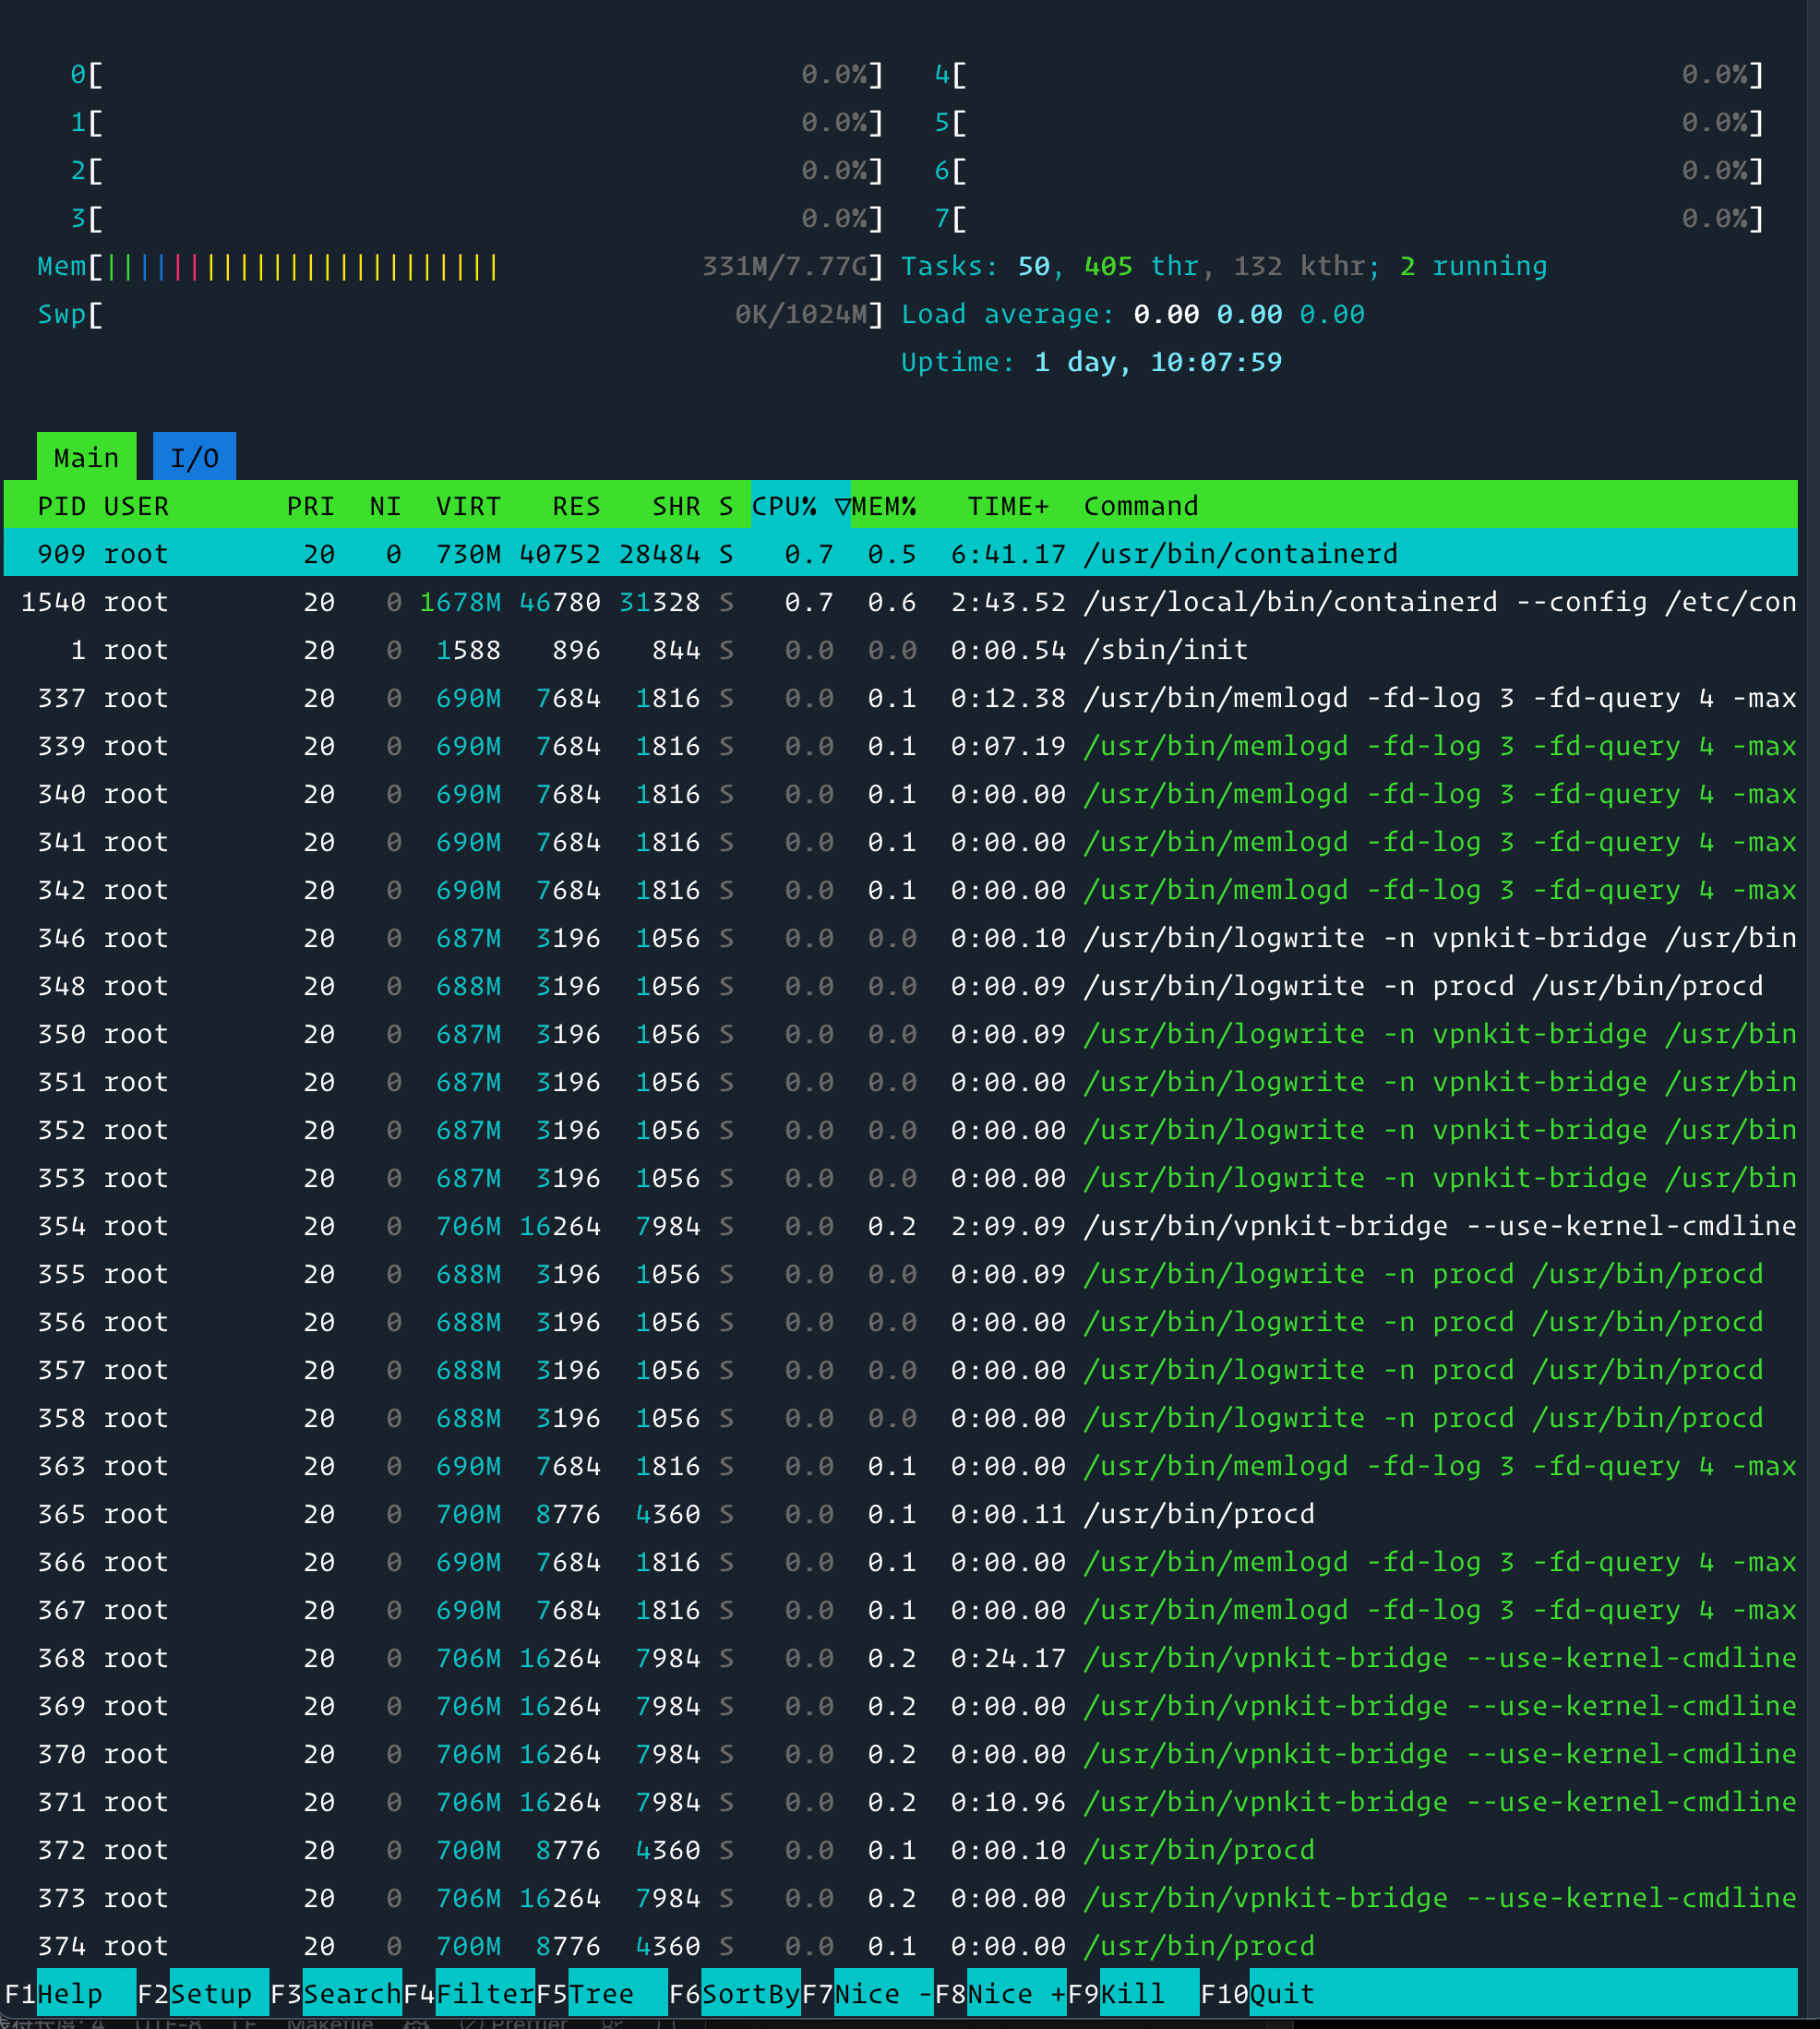 0[ 0.0%] 4[ 0.0%]
1[ 0.0%] 5[ 0.0%]
2[ 0.0%] 6[ 0.0%]
3[ 0.0%] 7[ 0.0%]
Mem[|||||||||||||||||||||||| 331M/7.77G] Tasks: 50, 405 thr, 132 kthr; 2 running
Swp[ 0K/1024M] Load average: 0.00 0.00 0.00
Uptime: 1 day, 10:07:59
Main I/O
PID USER PRI NI VIRT RES SHR S CPU% ▽MEM% TIME+ Command
909 root 20 0 730M 40752 28484 S 0.7 0.5 6:41.17 /usr/bin/containerd
1540 root 20 0 1678M 46780 31328 S 0.7 0.6 2:43.52 /usr/local/bin/containerd --config /etc/con
1 root 20 0 1588 896 844 S 0.0 0.0 0:00.54 /sbin/init
337 root 20 0 690M 7684 1816 S 0.0 0.1 0:12.38 /usr/bin/memlogd -fd-log 3 -fd-query 4 -max
339 root 20 0 690M 7684 1816 S 0.0 0.1 0:07.19 /usr/bin/memlogd -fd-log 3 -fd-query 4 -max
340 root 20 0 690M 7684 1816 S 0.0 0.1 0:00.00 /usr/bin/memlogd -fd-log 3 -fd-query 4 -max
341 root 20 0 690M 7684 1816 S 0.0 0.1 0:00.00 /usr/bin/memlogd -fd-log 3 -fd-query 4 -max
342 root 20 0 690M 7684 1816 S 0.0 0.1 0:00.00 /usr/bin/memlogd -fd-log 3 -fd-query 4 -max
346 root 20 0 687M 3196 1056 S 0.0 0.0 0:00.10 /usr/bin/logwrite -n vpnkit-bridge /usr/bin
348 root 20 0 688M 3196 1056 S 0.0 0.0 0:00.09 /usr/bin/logwrite -n procd /usr/bin/procd
350 root 20 0 687M 3196 1056 S 0.0 0.0 0:00.09 /usr/bin/logwrite -n vpnkit-bridge /usr/bin
351 root 20 0 687M 3196 1056 S 0.0 0.0 0:00.00 /usr/bin/logwrite -n vpnkit-bridge /usr/bin
352 root 20 0 687M 3196 1056 S 0.0 0.0 0:00.00 /usr/bin/logwrite -n vpnkit-bridge /usr/bin
353 root 20 0 687M 3196 1056 S 0.0 0.0 0:00.00 /usr/bin/logwrite -n vpnkit-bridge /usr/bin
354 root 20 0 706M 16264 7984 S 0.0 0.2 2:09.09 /usr/bin/vpnkit-bridge --use-kernel-cmdline
355 root 20 0 688M 3196 1056 S 0.0 0.0 0:00.09 /usr/bin/logwrite -n procd /usr/bin/procd
356 root 20 0 688M 3196 1056 S 0.0 0.0 0:00.00 /usr/bin/logwrite -n procd /usr/bin/procd
357 root 20 0 688M 3196 1056 S 0.0 0.0 0:00.00 /usr/bin/logwrite -n procd /usr/bin/procd
358 root 20 0 688M 3196 1056 S 0.0 0.0 0:00.00 /usr/bin/logwrite -n procd /usr/bin/procd
363 root 20 0 690M 7684 1816 S 0.0 0.1 0:00.00 /usr/bin/memlogd -fd-log 3 -fd-query 4 -max
365 root 20 0 700M 8776 4360 S 0.0 0.1 0:00.11 /usr/bin/procd
366 root 20 0 690M 7684 1816 S 0.0 0.1 0:00.00 /usr/bin/memlogd -fd-log 3 -fd-query 4 -max
367 root 20 0 690M 7684 1816 S 0.0 0.1 0:00.00 /usr/bin/memlogd -fd-log 3 -fd-query 4 -max
368 root 20 0 706M 16264 7984 S 0.0 0.2 0:24.17 /usr/bin/vpnkit-bridge --use-kernel-cmdline
369 root 20 0 706M 16264 7984 S 0.0 0.2 0:00.00 /usr/bin/vpnkit-bridge --use-kernel-cmdline
370 root 20 0 706M 16264 7984 S 0.0 0.2 0:00.00 /usr/bin/vpnkit-bridge --use-kernel-cmdline
371 root 20 0 706M 16264 7984 S 0.0 0.2 0:10.96 /usr/bin/vpnkit-bridge --use-kernel-cmdline
372 root 20 0 700M 8776 4360 S 0.0 0.1 0:00.10 /usr/bin/procd
373 root 20 0 706M 16264 7984 S 0.0 0.2 0:00.00 /usr/bin/vpnkit-bridge --use-kernel-cmdline
374 root 20 0 700M 8776 4360 S 0.0 0.1 0:00.00 /usr/bin/procd
F1Help F2Setup F3SearchF4FilterF5Tree F6SortByF7Nice -F8Nice +F9Kill F10Quit
UTF-8 LF Makefile Prettier